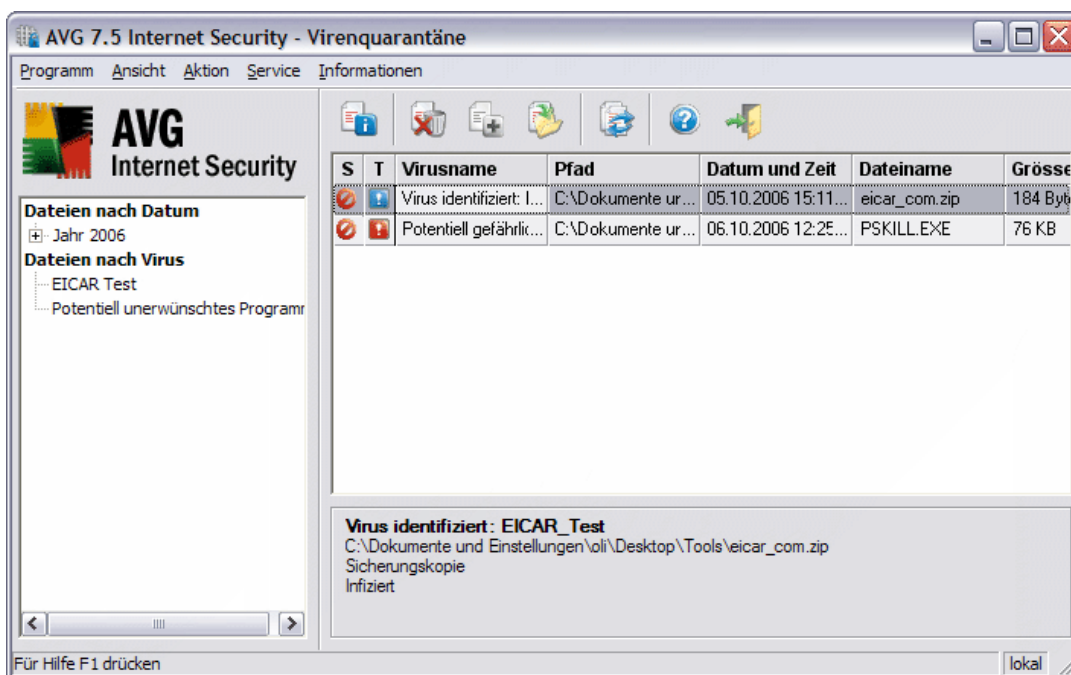 AVG 7.5 Internet Security - Virenquarantäne
Programm Ansicht Aktion Service Informationen
AVG
Internet Security
Dateien nach Datum
Jahr 2006
Dateien nach Virus
EICAR Test
Potentiell unerwünschtes Programm
S T Virusname Pfad Datum und Zeit Dateiname Grösse
Virus identifiziert: I... C:\Dokumente ur... 05.10.2006 15:11... eicar_com.zip 184 Byte
Potentiell gefährlic... C:\Dokumente ur... 06.10.2006 12:25... PSKILL.EXE 76 KB
Virus identifiziert: EICAR_Test
C:\Dokumente und Einstellungen\oli\Desktop\Tools\eicar_com.zip
Sicherungskopie
Infiziert
Für Hilfe F1 drücken
lokal